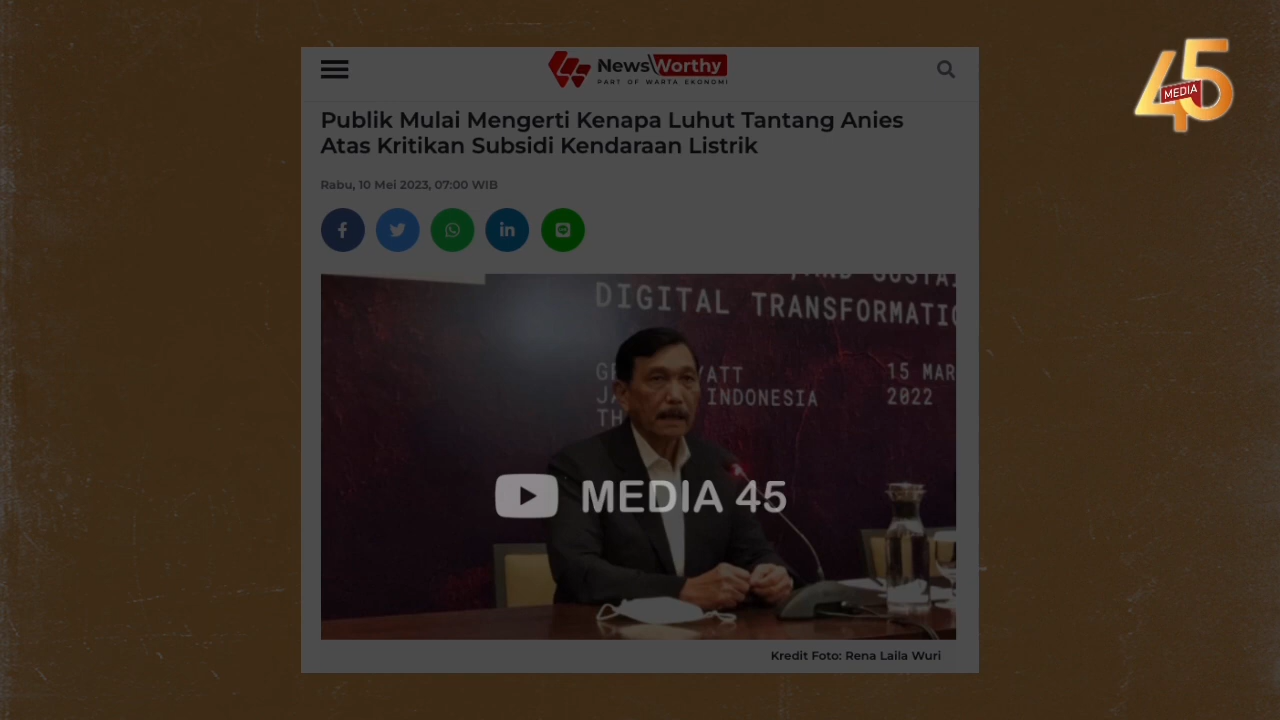 NewsWorthy
PART OF WARTA EKONOMI
45
MEDIA
Publik Mulai Mengerti Kenapa Luhut Tantang Anies
Atas Kritikan Subsidi Kendaraan Listrik
Rabu, 10 Mei 2023, 07:00 WIB
DIGITAL TRANSFORMATIO
15 MAR
INDONESIA
2022
TH
MEDIA 45
Kredit Foto: Rena Laila Wuri